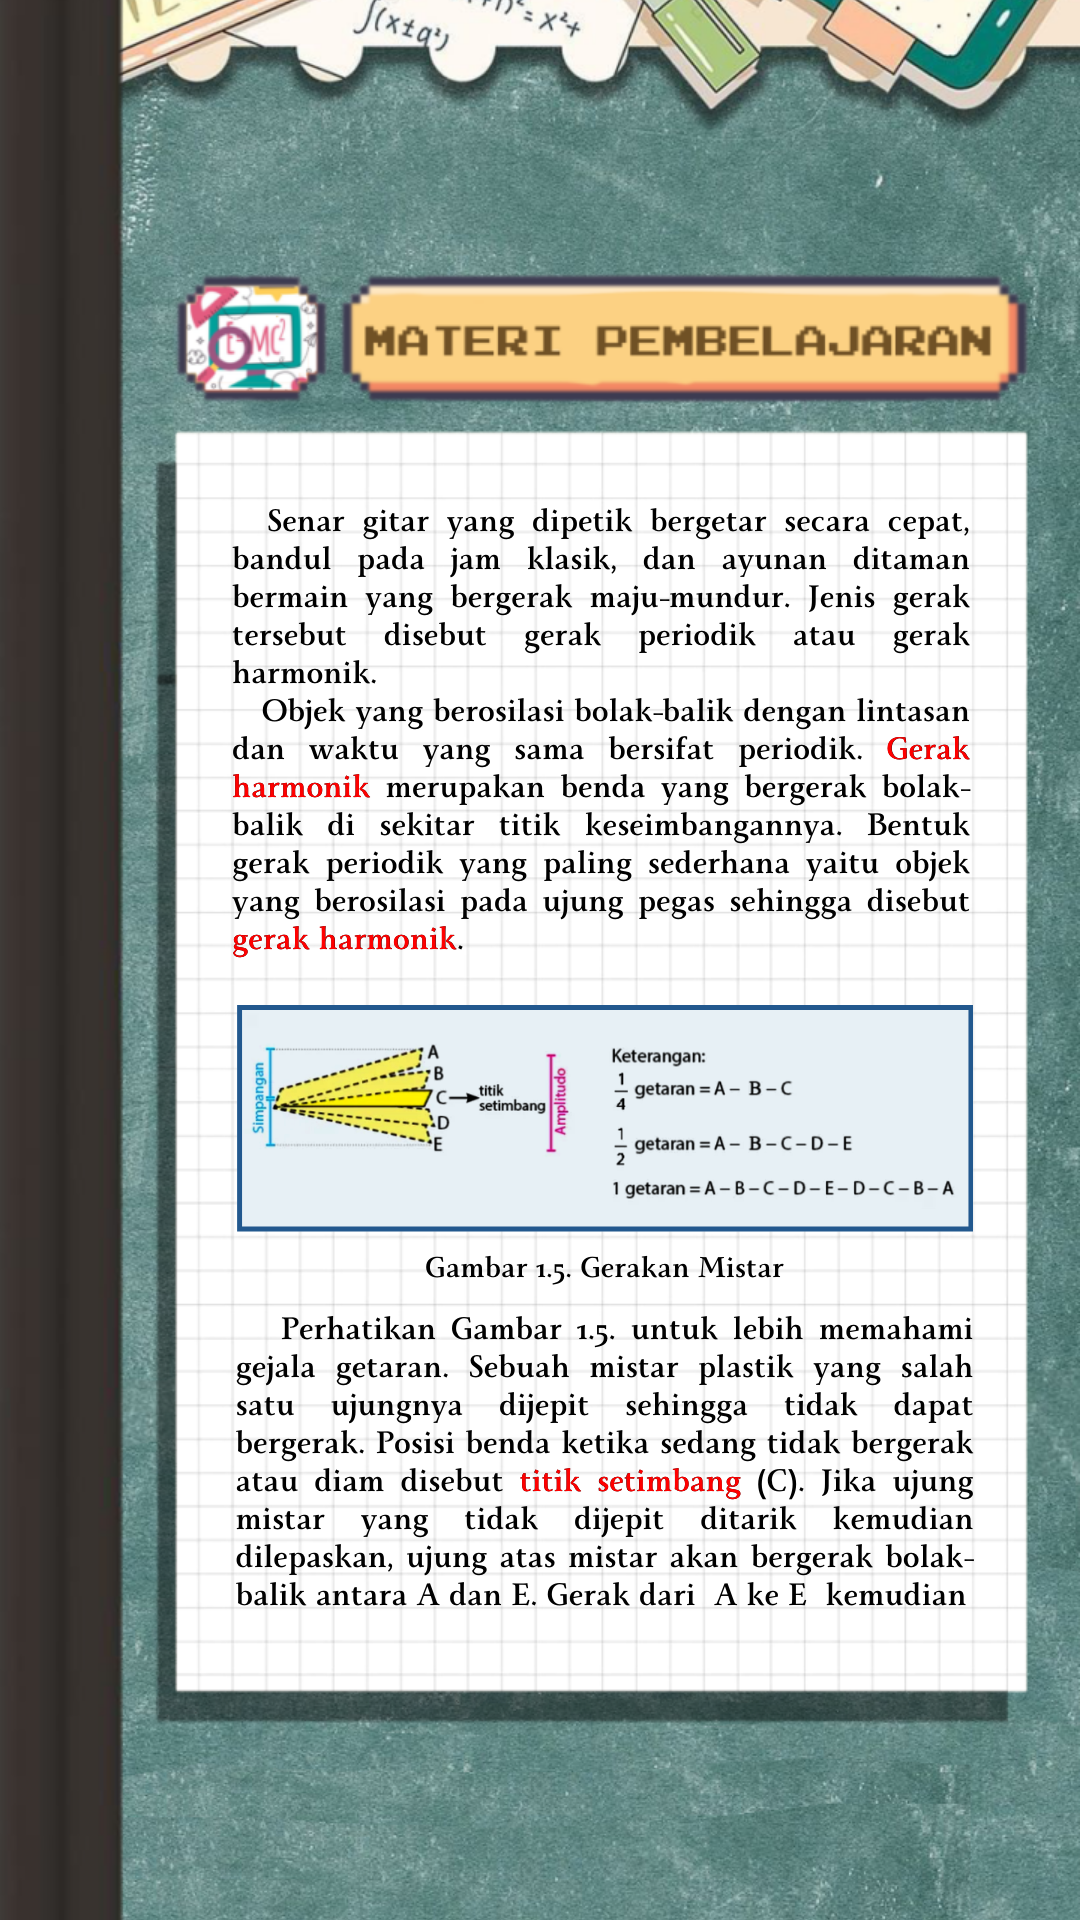 ∫(x±a²)
²= x²+
E=MC²
MATERI PEMBELAJARAN
Senar gitar yang dipetik bergetar secara cepat,
bandul pada jam klasik, dan ayunan ditaman
bermain yang bergerak maju-mundur. Jenis gerak
tersebut disebut gerak periodik atau gerak
harmonik.
Objek yang berosilasi bolak-balik dengan lintasan
dan waktu yang sama bersifat periodik. Gerak
harmonik merupakan benda yang bergerak bolak-
balik di sekitar titik keseimbangannya. Bentuk
gerak periodik yang paling sederhana yaitu objek
yang berosilasi pada ujung pegas sehingga disebut
gerak harmonik.
Simpangan
A
B
C
D
E
titik
setimbang
Amplitudo
Keterangan:
1/4 getaran = A – B – C
1/2 getaran = A – B – C – D – E
1 getaran = A – B – C – D – E – D – C – B – A
Gambar 1.5. Gerakan Mistar
Perhatikan Gambar 1.5. untuk lebih memahami
gejala getaran. Sebuah mistar plastik yang salah
satu ujungnya dijepit sehingga tidak dapat
bergerak. Posisi benda ketika sedang tidak bergerak
atau diam disebut titik setimbang (C). Jika ujung
mistar yang tidak dijepit ditarik kemudian
dilepaskan, ujung atas mistar akan bergerak bolak-
balik antara A dan E. Gerak dari A ke E kemudian